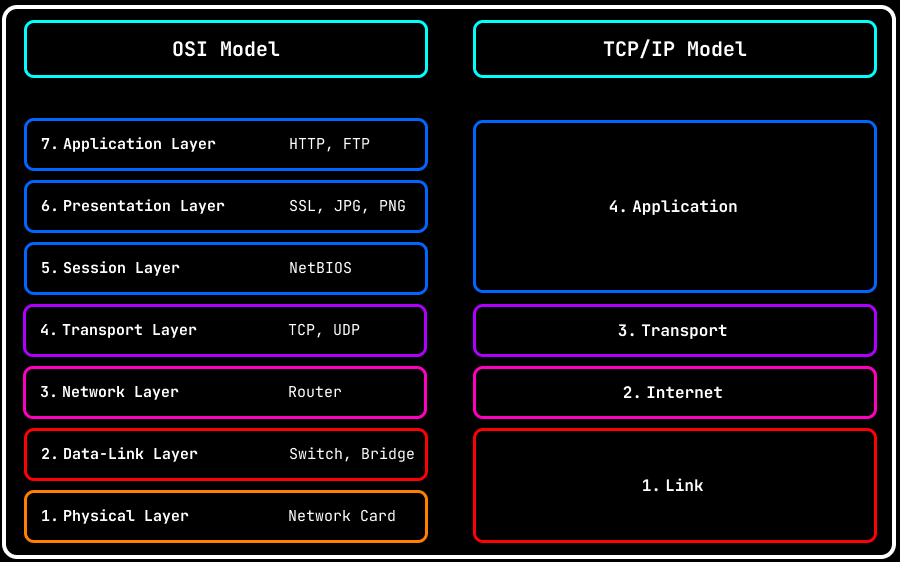 OSI Model
TCP/IP Model
7. Application Layer HTTP, FTP
6. Presentation Layer SSL, JPG, PNG
5. Session Layer NetBIOS
4. Transport Layer TCP, UDP
3. Network Layer Router
2. Data-Link Layer Switch, Bridge
1. Physical Layer Network Card
4. Application
3. Transport
2. Internet
1. Link